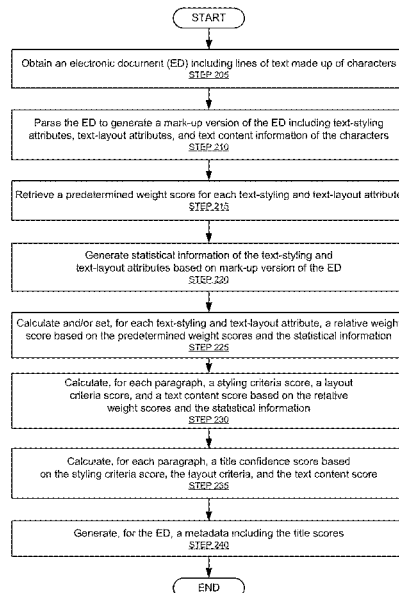 START
Obtain an electronic document (ED) including lines of text made up of characters
STEP 205
Parse the ED to generate a mark-up version of the ED including text-styling
attributes, text-layout attributes, and text content information of the characters
STEP 210
Retrieve a predetermined weight score for each text-styling and text-layout attribute
STEP 215
Generate statistical information of the text-styling and
text-layout attributes based on mark-up version of the ED
STEP 220
Calculate and/or set, for each text-styling and text-layout attribute, a relative weight
score based on the predetermined weight scores and the statistical information
STEP 225
Calculate, for each paragraph, a styling criteria score, a layout
criteria score, and a text content score based on the relative
weight scores and the statistical information
STEP 230
Calculate, for each paragraph, a title confidence score based
on the styling criteria score, the layout criteria, and the text content score
STEP 235
Generate, for the ED, a metadata including the title scores
STEP 240
END